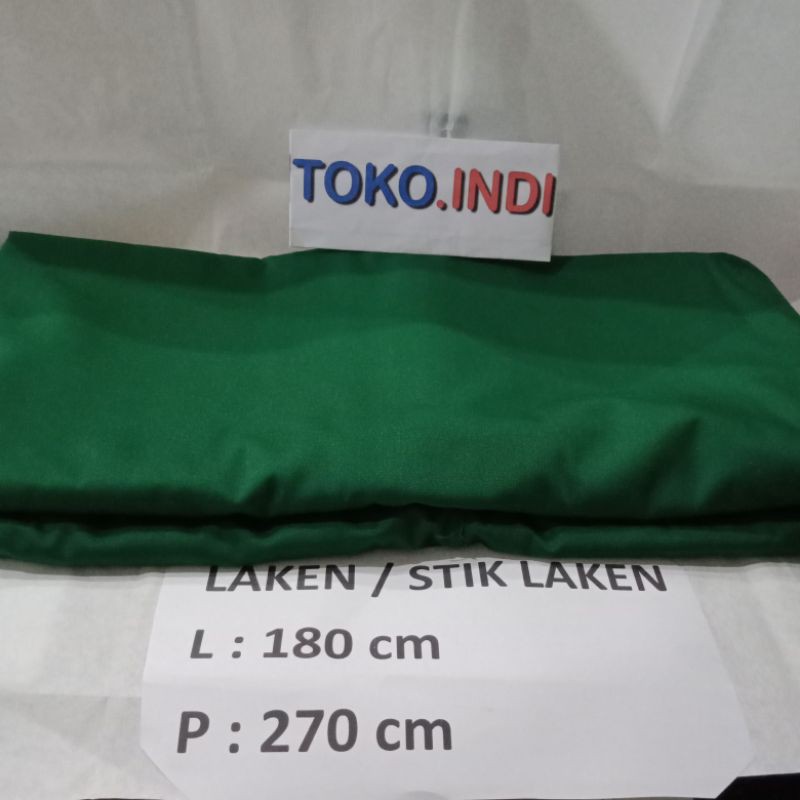 TOKO.INDI
LAKEN / STIK LAKEN
L : 180 cm
P : 270 cm